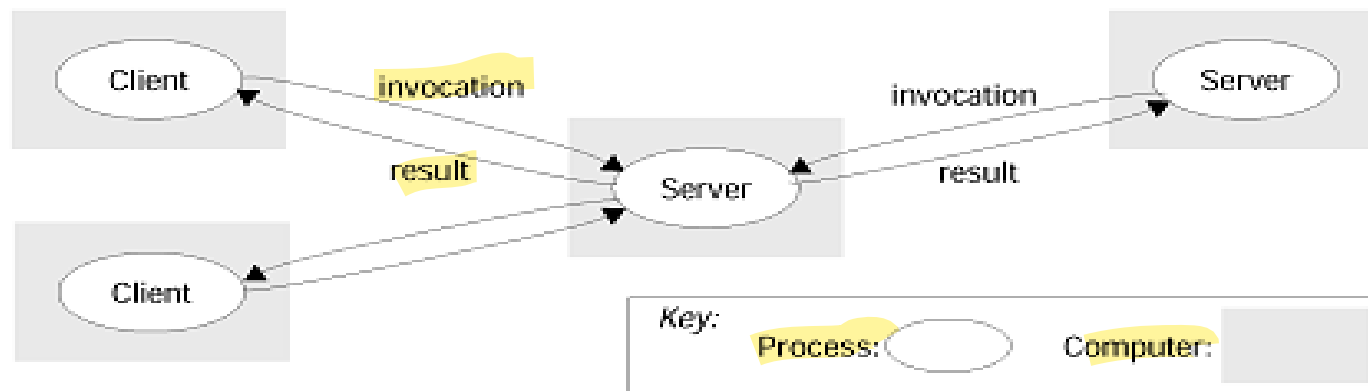 Client
invocation
Server
invocation
result
Server
result
Client
Key:
Process:
Computer: